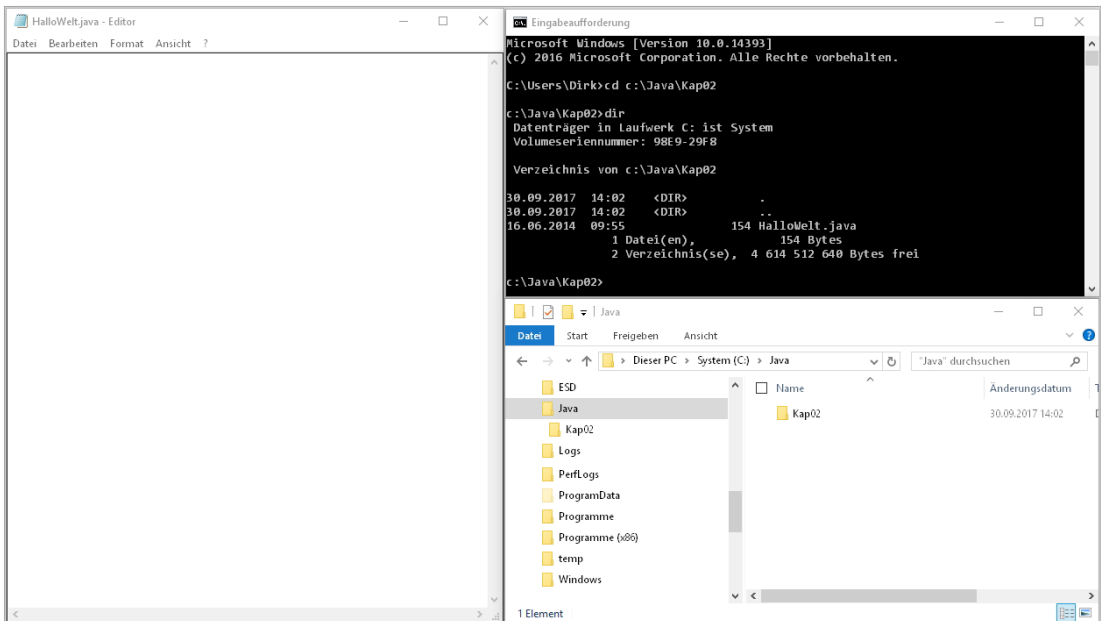 HalloWelt.java - Editor
Datei Bearbeiten Format Ansicht ?
Eingabeaufforderung
Microsoft Windows [Version 10.0.14393]
(c) 2016 Microsoft Corporation. Alle Rechte vorbehalten.
C:\Users\Dirk>cd c:\Java\Kap02
c:\Java\Kap02>dir
Datenträger in Laufwerk C: ist System
Volumeseriennummer: 98E9-29F8
Verzeichnis von c:\Java\Kap02
30.09.2017 14:02 <DIR> .
30.09.2017 14:02 <DIR> ..
16.06.2014 09:55 154 HalloWelt.java
1 Datei(en), 154 Bytes
2 Verzeichnis(se), 4 614 512 640 Bytes frei
c:\Java\Kap02>
Java
Datei Start Freigeben Ansicht
Dieser PC > System (C:) > Java
"Java" durchsuchen
ESD
Java
Kap02
Logs
PerfLogs
ProgramData
Programme
Programme (x86)
temp
Windows
Name Änderungsdatum
Kap02 30.09.2017 14:02
1 Element